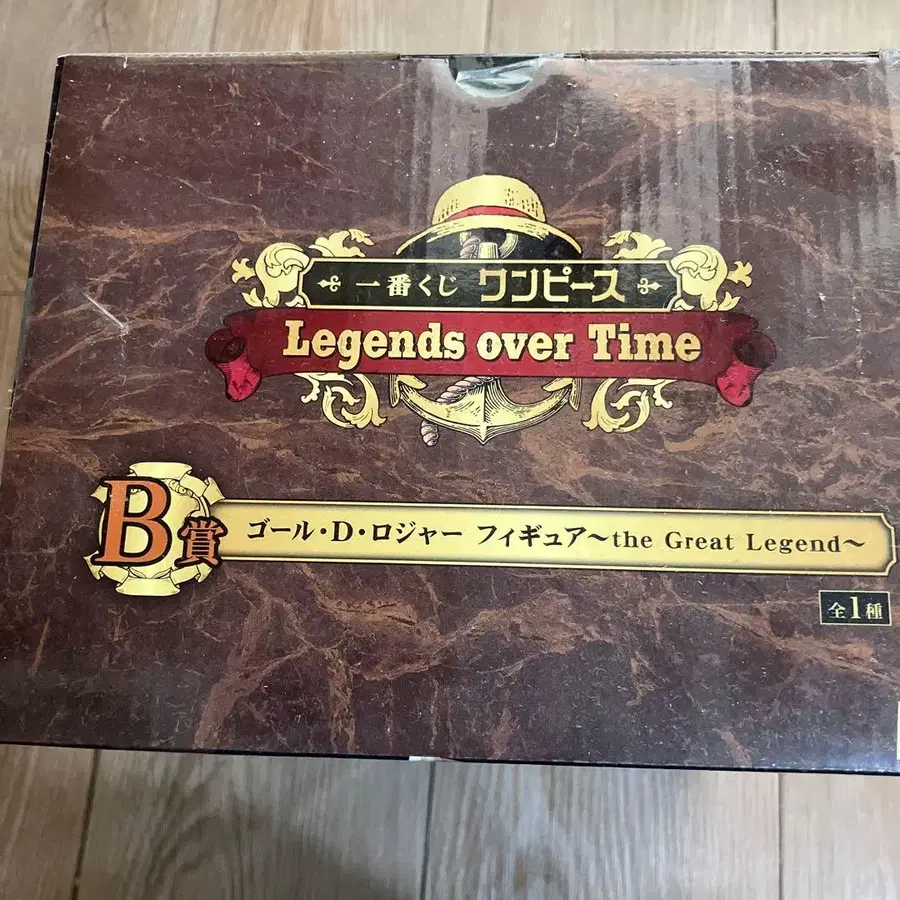 一番くじ ワンピース
Legends over Time
B賞 ゴール・D・ロジャー フィギュア〜the Great Legend〜
全1種